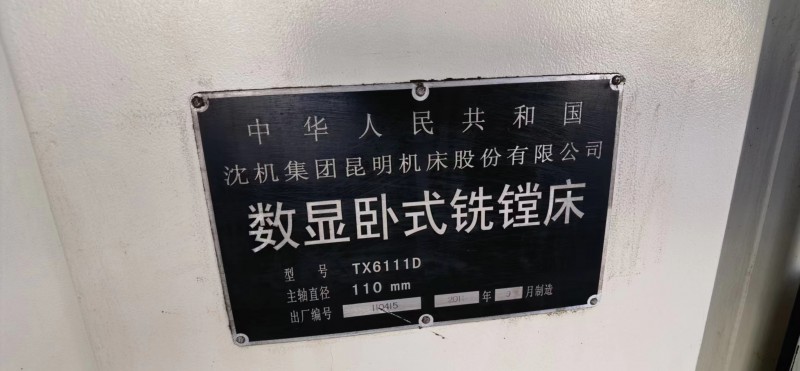 中华人民共和国
沈机集团昆明机床股份有限公司
数显卧式铣镗床
型号 TX6111D
主轴直径 110 mm
出厂编号 110415 年 月制造